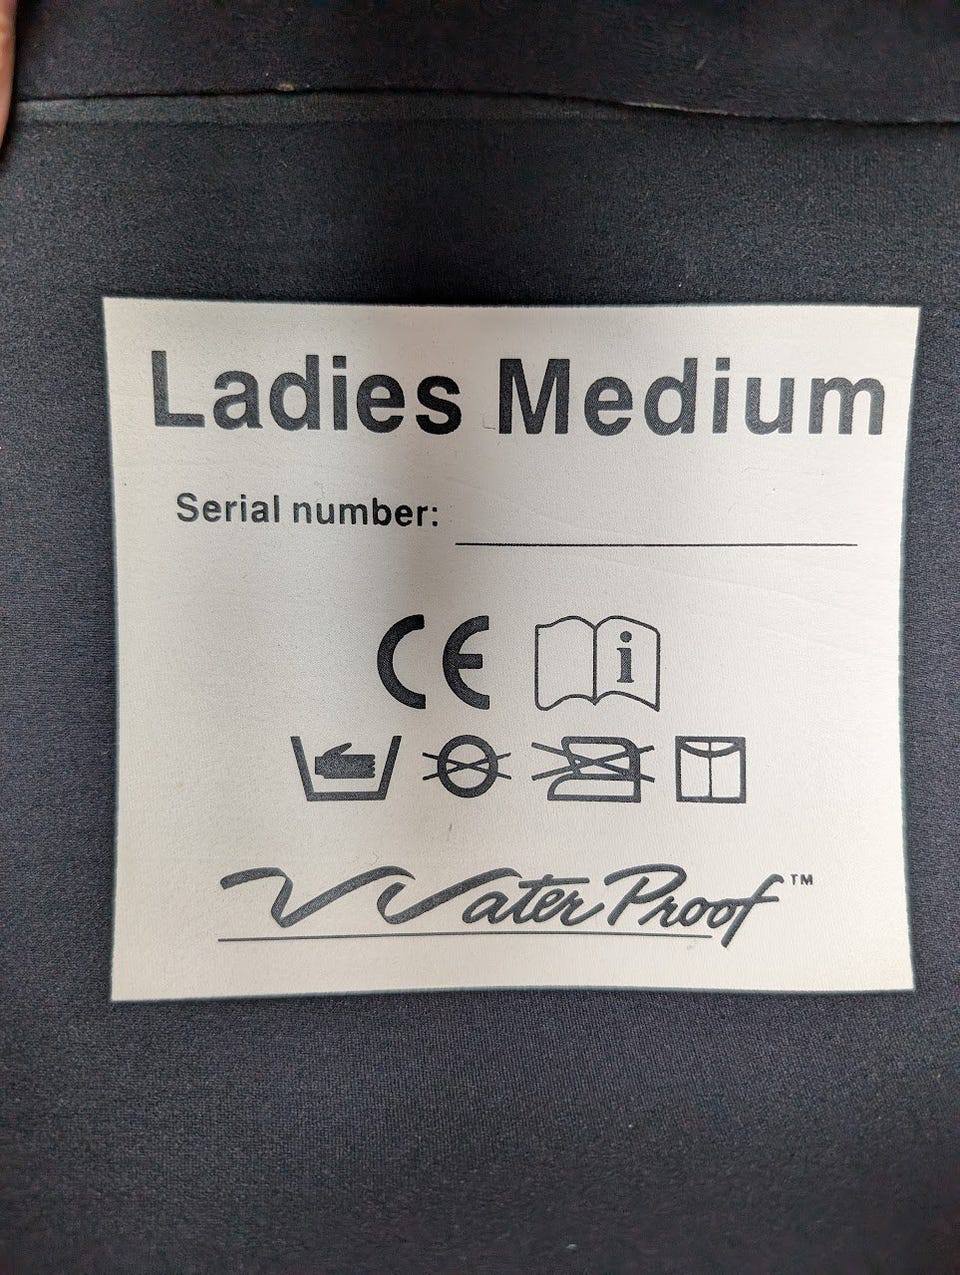 Ladies Medium
Serial number:
CE i
WaterProof™